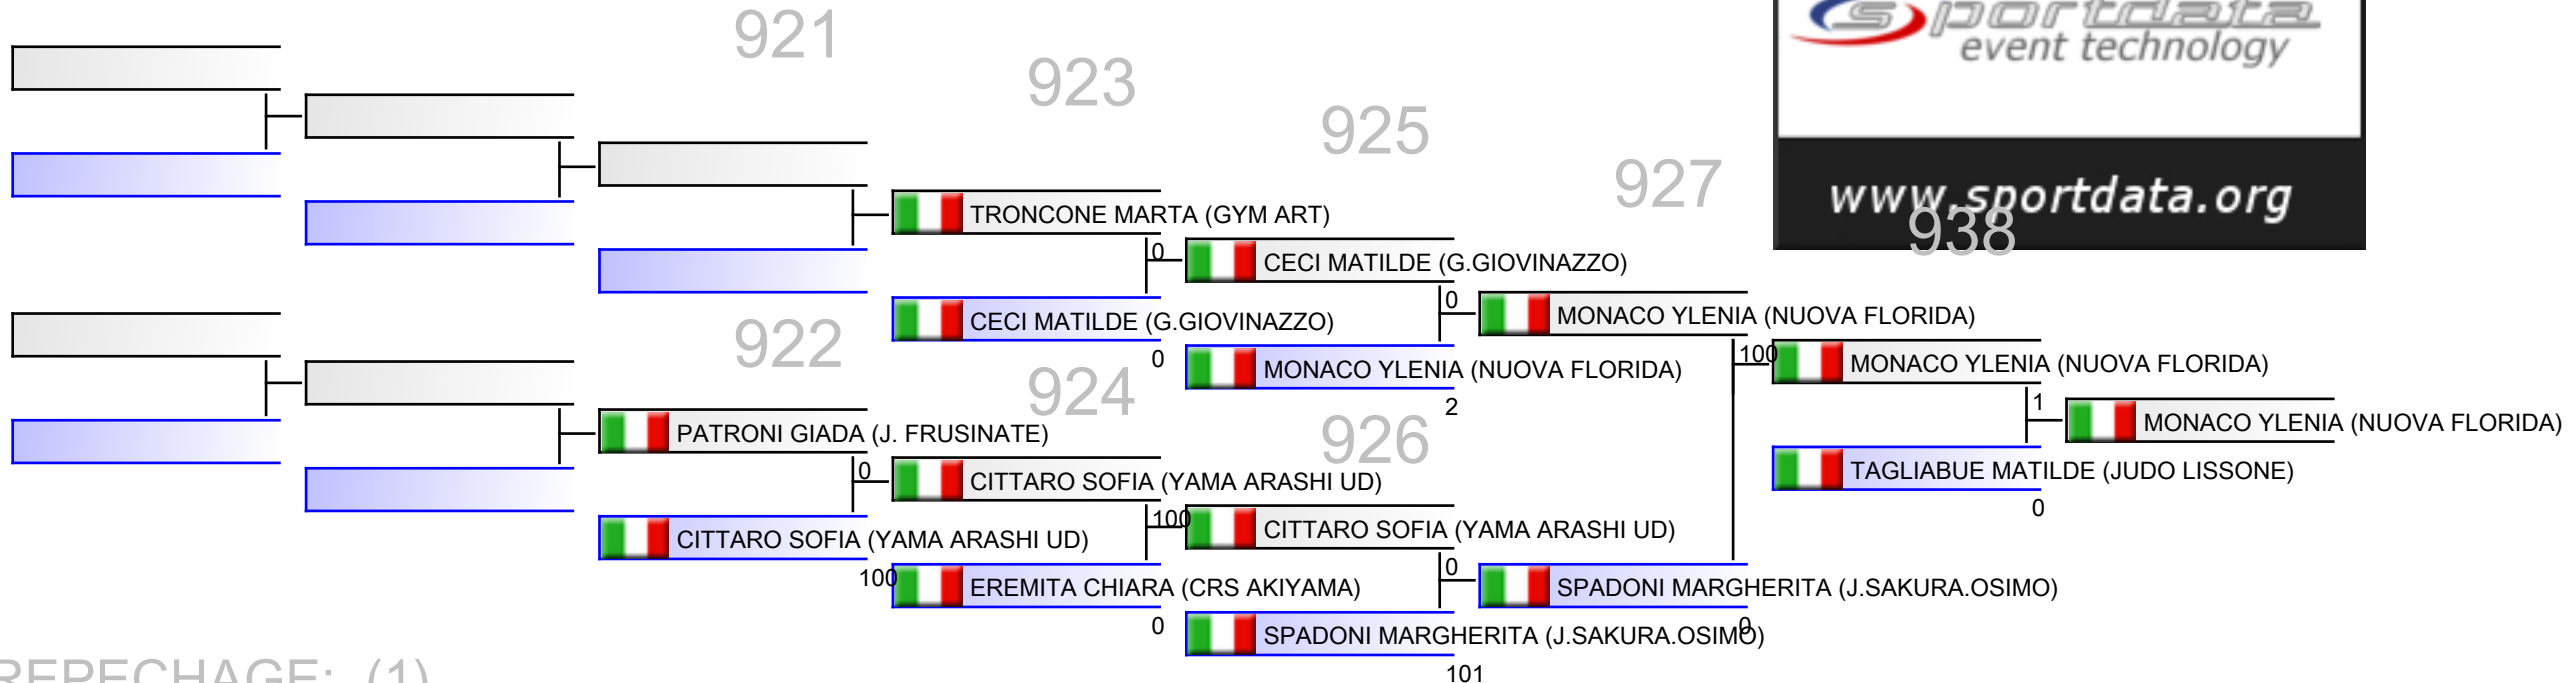 921
sportdata
event technology
923
925
927
www.sportdata.org
938
TRONCONE MARTA (GYM ART)
0
CECI MATILDE (G.GIOVINAZZO)
CECI MATILDE (G.GIOVINAZZO)
0
0
MONACO YLENIA (NUOVA FLORIDA)
MONACO YLENIA (NUOVA FLORIDA)
2
100
MONACO YLENIA (NUOVA FLORIDA)
1
MONACO YLENIA (NUOVA FLORIDA)
TAGLIABUE MATILDE (JUDO LISSONE)
0
922
924
926
PATRONI GIADA (J. FRUSINATE)
0
CITTARO SOFIA (YAMA ARASHI UD)
CITTARO SOFIA (YAMA ARASHI UD)
100
100
CITTARO SOFIA (YAMA ARASHI UD)
EREMITA CHIARA (CRS AKIYAMA)
0
0
SPADONI MARGHERITA (J.SAKURA.OSIMO)
0
SPADONI MARGHERITA (J.SAKURA.OSIMO)
101
REPECHAGE: (1)